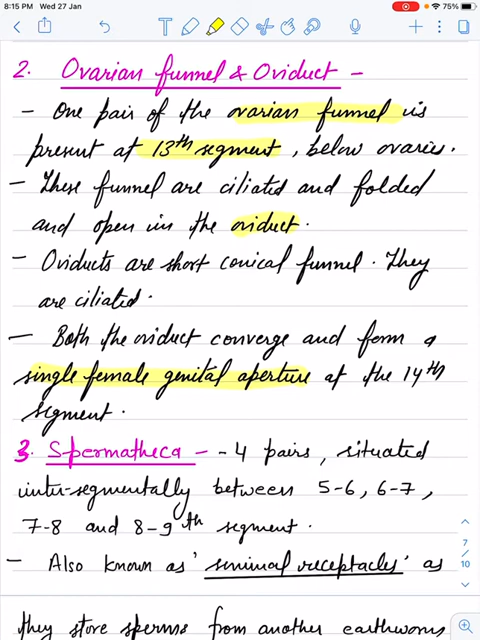 8:15 PM Wed 27 Jan
75%
2. Ovarian funnel & Oviduct -
- One pair of the ovarian funnel is
present at 13th segment, below ovaries.
- These funnel are ciliated and folded
and open in the oviduct.
- Oviducts are short conical funnel. They
are ciliated.
- Both the oviduct converge and form a
single female genital aperture at the 14th
segment.
3. Spermatheca - - 4 pairs, situated
inter-segmentally between 5-6, 6-7,
7-8 and 8-9th segment.
- Also known as 'seminal receptacles' as
they store sperms from another earthworms
7
/
10